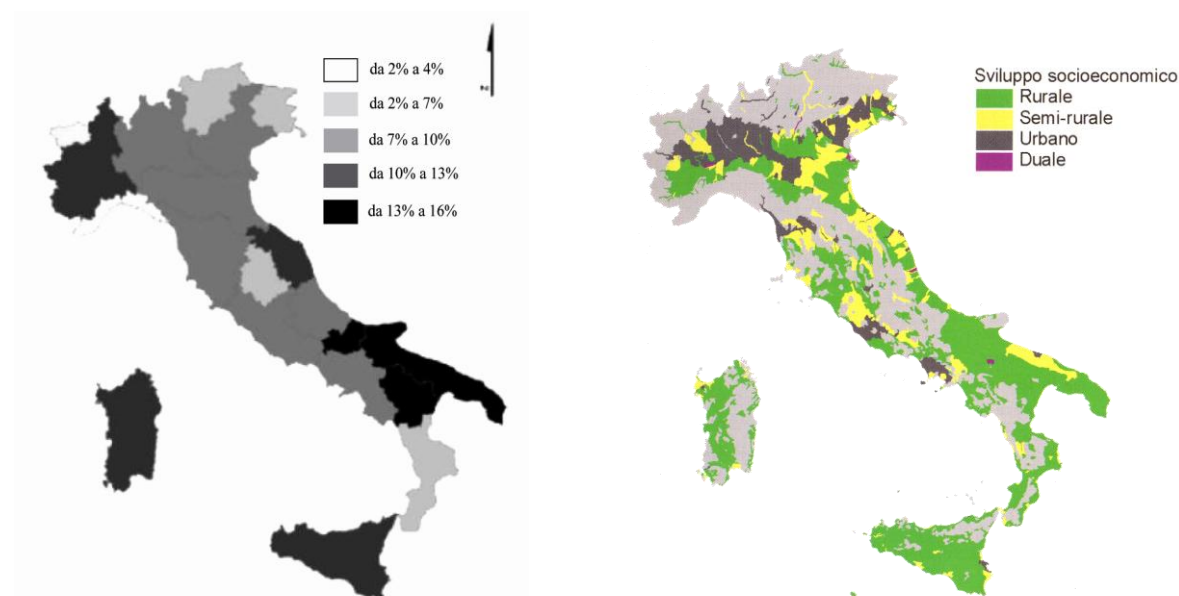 da 2% a 4%
da 2% a 7%
da 7% a 10%
da 10% a 13%
da 13% a 16%
Sviluppo socioeconomico
Rurale
Semi-rurale
Urbano
Duale